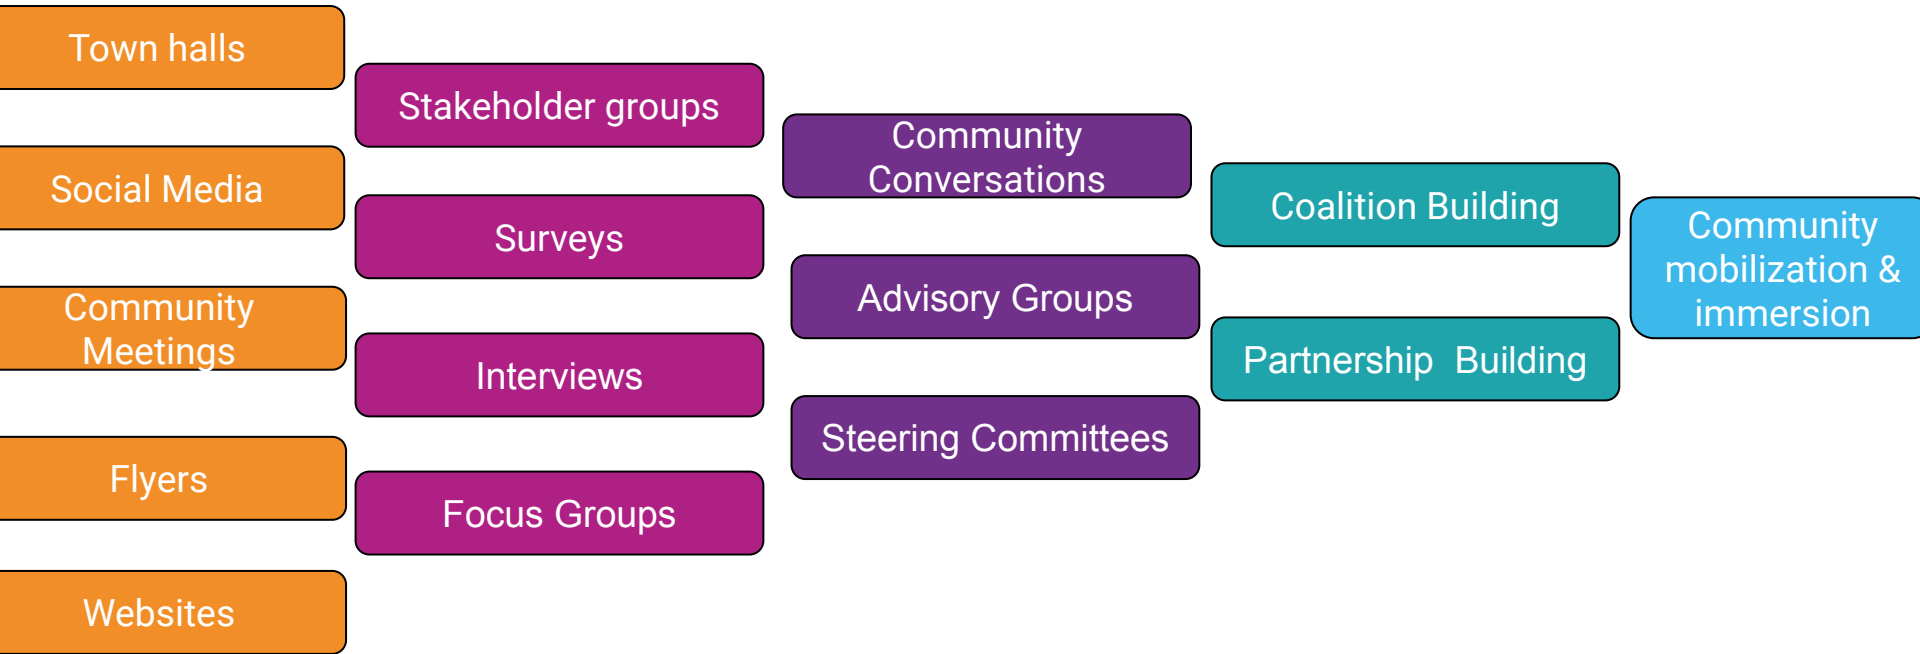 Town halls
Social Media
Community
Meetings
Flyers
Websites
Stakeholder groups
Surveys
Interviews
Focus Groups
Community
Conversations
Advisory Groups
Steering Committees
Coalition Building
Partnership  Building
Community
mobilization &
immersion